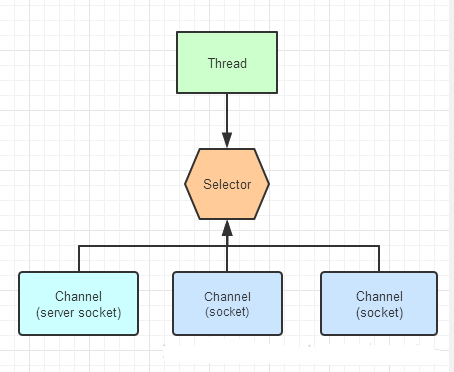 Thread
Selector
Channel
(server socket)
Channel
(socket)
Channel
(socket)